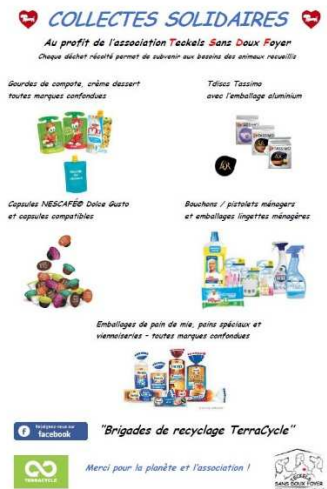 COLLECTES SOLIDAIRES
Au profit de l'association Teckels Sans Doux Foyer
Chaque déchet récolté permet de subvenir aux besoins des animaux recueillis
Gourdes de compote, crème dessert
toutes marques confondues
Tdiscs Tassimo
avec l'emballage aluminium
Capsules NESCAFÉ® Dolce Gusto
et capsules compatibles
Bouchons / pistolets ménagers
et emballages lingettes ménagères
Emballages de pain de mie, pains spéciaux et
viennoiseries - toutes marques confondues
Rejoignez-nous sur
facebook
"Brigades de recyclage TerraCycle"
TERRACYCLE
Merci pour la planète et l'association !
SANS DOUX FOYER